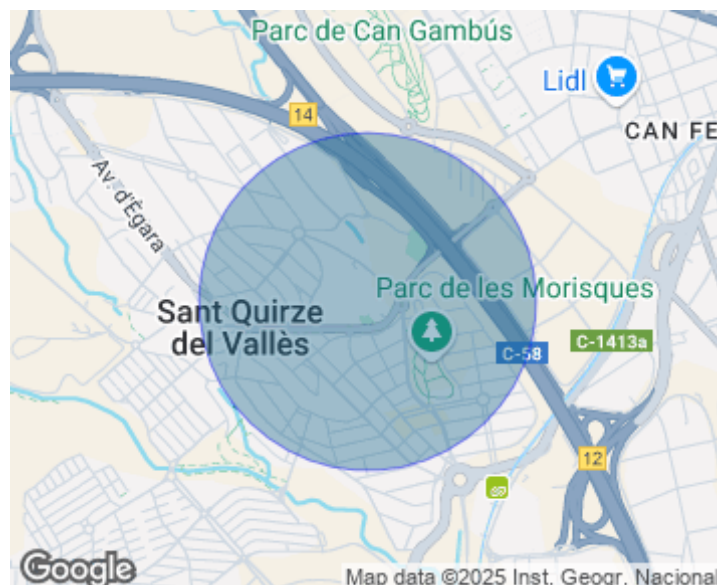 Parc de Can Gambús
Lidl
14
CAN FE
Av. d'Ègara
Parc de les Morisques
Sant Quirze
del Vallès
C-1413a
C-58
12
Google
Map data ©2025 Inst. Geogr. Nacional